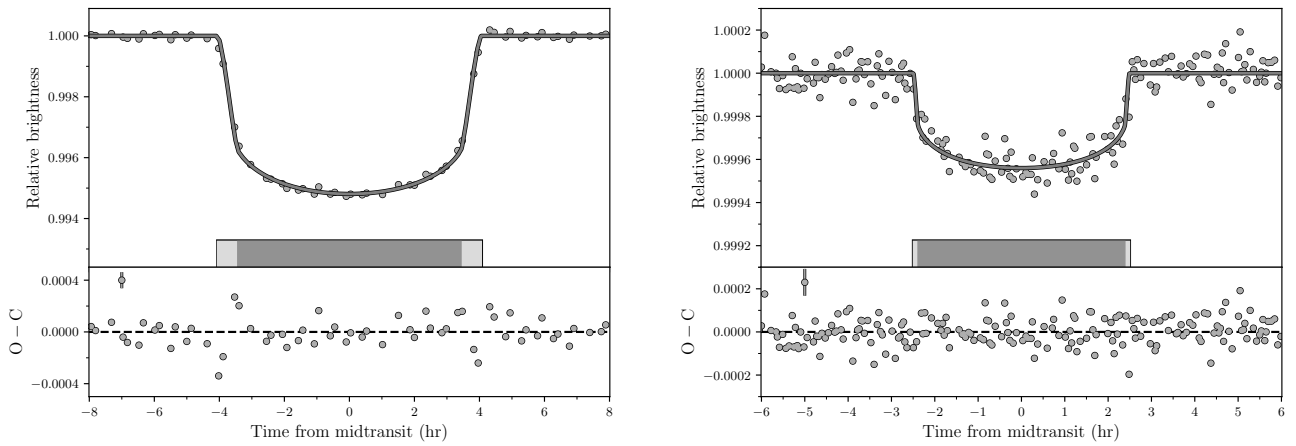 1.000
0.998
0.996
0.994
Relative brightness
0.0004
0.0000
−0.0004
O − C
−8 −6 −4 −2 0 2 4 6 8
Time from midtransit (hr)
1.0002
1.0000
0.9998
0.9996
0.9994
0.9992
Relative brightness
0.0002
0.0000
−0.0002
O − C
−6 −5 −4 −3 −2 −1 0 1 2 3 4 5 6
Time from midtransit (hr)